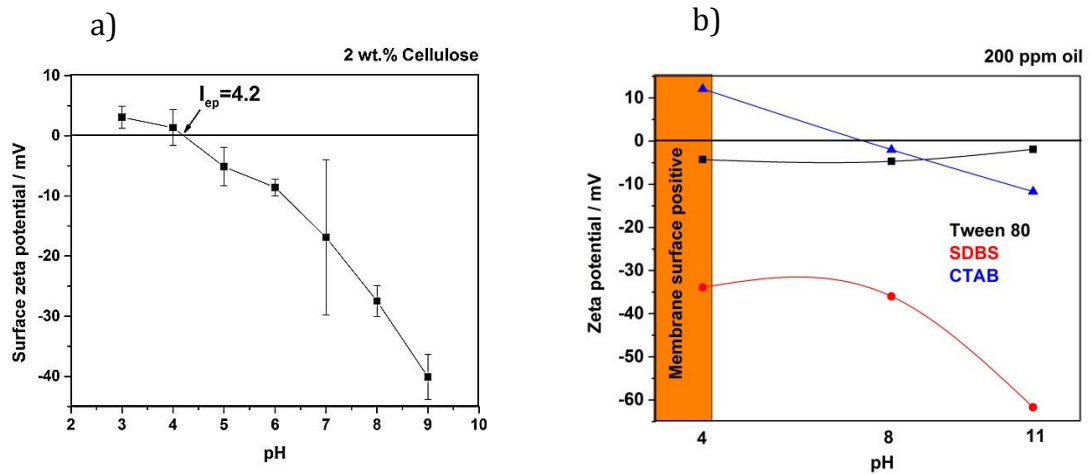 a)
2 wt.% Cellulose
I_ep=4.2
10
0
-10
-20
-30
-40
Surface zeta potential / mV
2 3 4 5 6 7 8 9 10
pH
b)
200 ppm oil
10
0
-10
-20
-30
-40
-50
-60
Zeta potential / mV
Membrane surface positive
Tween 80
SDBS
CTAB
4 8 11
pH